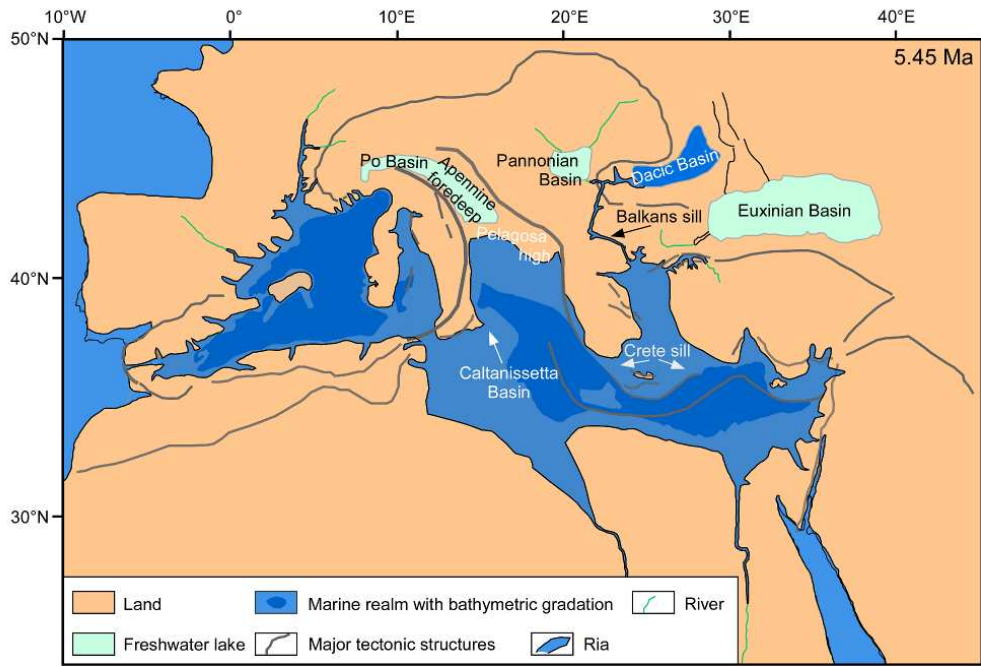 10°W 0° 10°E 20°E 30°E 40°E
50°N
5.45 Ma
Po Basin
Apennine
foredeep
Pannonian
Basin
Dacic Basin
Balkans sill
Euxinian Basin
Pelagosa
high
40°N
Caltanissetta
Basin
Crete sill
30°N
Land
Marine realm with bathymetric gradation
River
Freshwater lake
Major tectonic structures
Ria